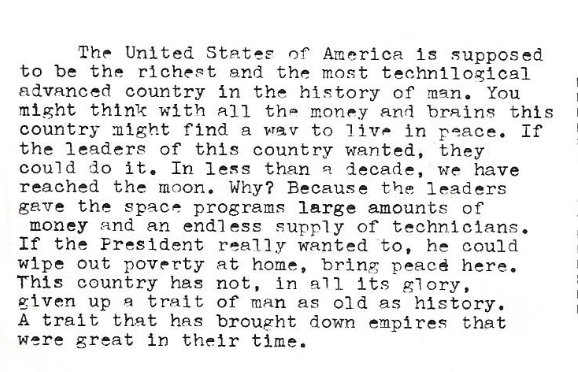 The United States of America is supposed
to be the richest and the most technilogical
advanced country in the history of man. You
might think with all the money and brains this
country might find a way to live in peace. If
the leaders of this country wanted, they
could do it. In less than a decade, we have
reached the moon. Why? Because the leaders
gave the space programs large amounts of
money and an endless supply of technicians.
If the President really wanted to, he could
wipe out poverty at home, bring peace here.
This country has not, in all its glory,
given up a trait of man as old as history.
A trait that has brought down empires that
were great in their time.